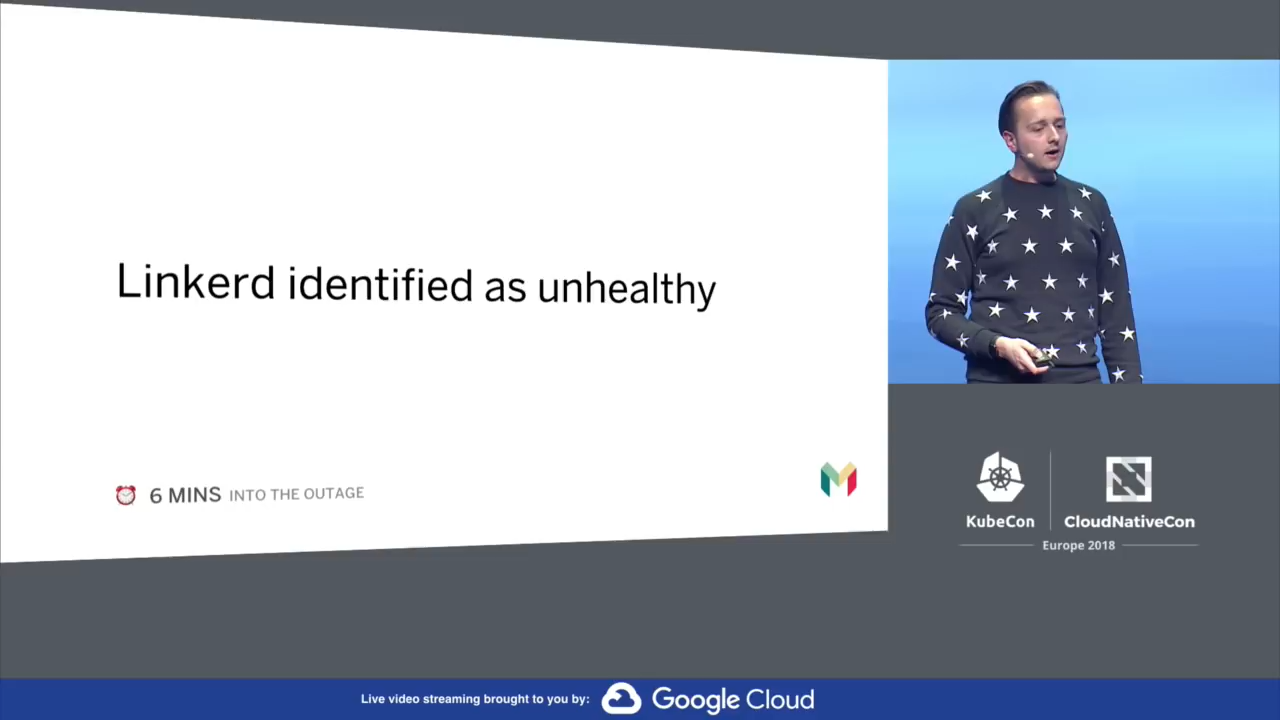 Linkerd identified as unhealthy
6 MINS INTO THE OUTAGE
KubeCon
CloudNativeCon
Europe 2018
Live video streaming brought to you by: Google Cloud